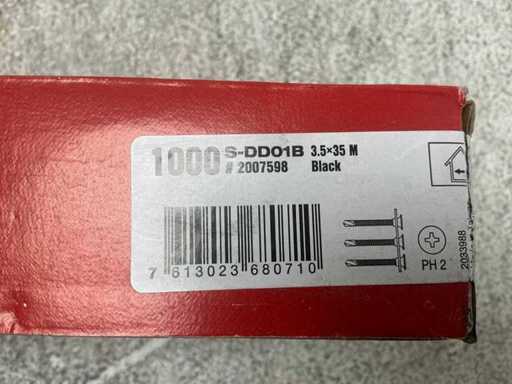 1000 S-DD01B 3.5×35 M
# 2007598 Black
7 613023 680710
PH 2
2033988